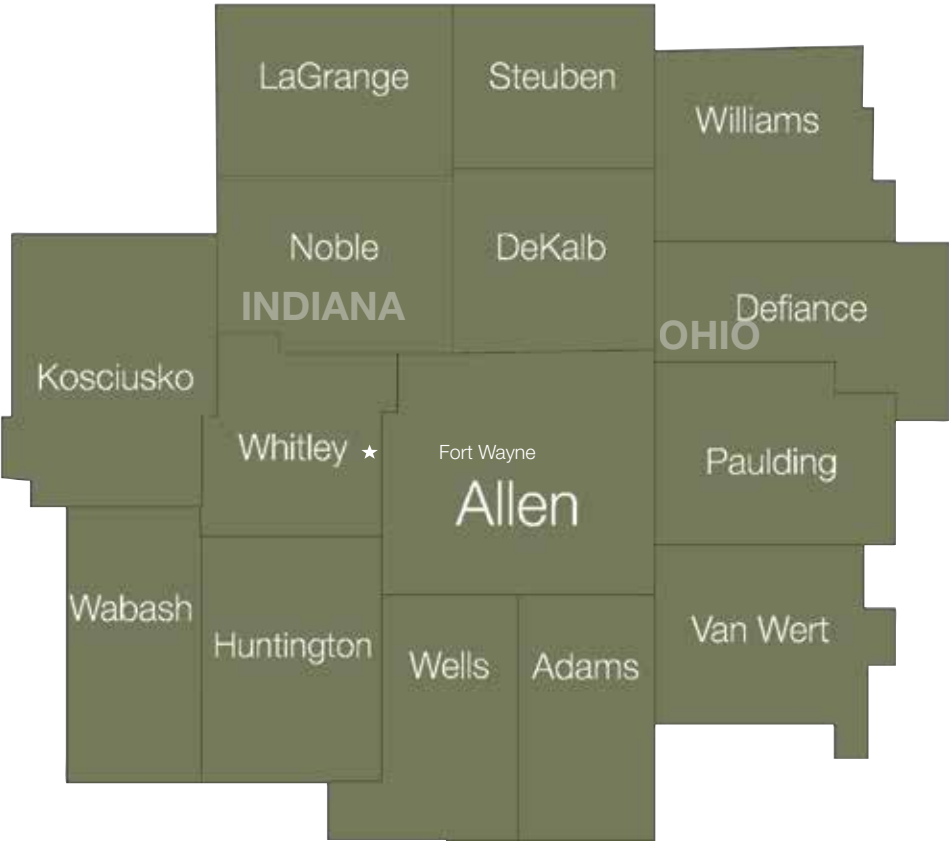 LaGrange
Steuben
Williams
Noble
DeKalb
INDIANA
Defiance
OHIO
Kosciusko
Whitley
Fort Wayne
Allen
Paulding
Wabash
Huntington
Wells
Adams
Van Wert